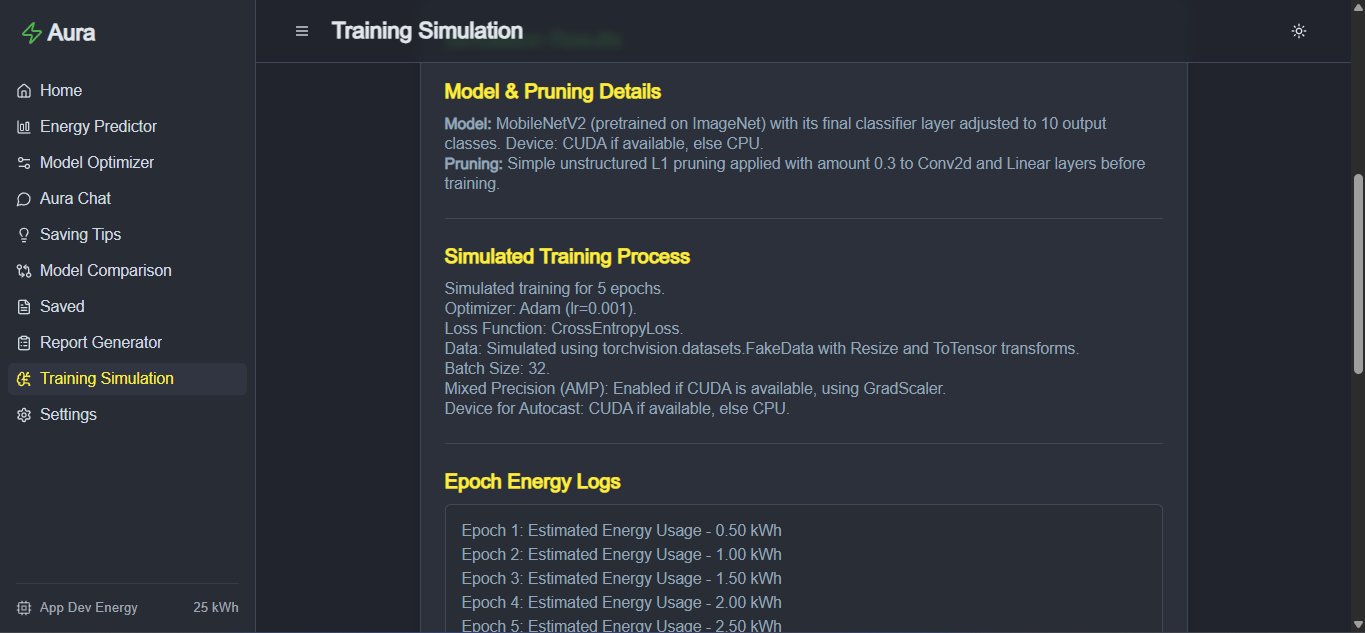 Aura
Home
Energy Predictor
Model Optimizer
Aura Chat
Saving Tips
Model Comparison
Saved
Report Generator
Training Simulation
Settings
App Dev Energy 25 kWh
Training Simulation
Model & Pruning Details
Model: MobileNetV2 (pretrained on ImageNet) with its final classifier layer adjusted to 10 output
classes. Device: CUDA if available, else CPU.
Pruning: Simple unstructured L1 pruning applied with amount 0.3 to Conv2d and Linear layers before
training.
Simulated Training Process
Simulated training for 5 epochs.
Optimizer: Adam (lr=0.001).
Loss Function: CrossEntropyLoss.
Data: Simulated using torchvision.datasets.FakeData with Resize and ToTensor transforms.
Batch Size: 32.
Mixed Precision (AMP): Enabled if CUDA is available, using GradScaler.
Device for Autocast: CUDA if available, else CPU.
Epoch Energy Logs
Epoch 1: Estimated Energy Usage - 0.50 kWh
Epoch 2: Estimated Energy Usage - 1.00 kWh
Epoch 3: Estimated Energy Usage - 1.50 kWh
Epoch 4: Estimated Energy Usage - 2.00 kWh
Epoch 5: Estimated Energy Usage - 2.50 kWh